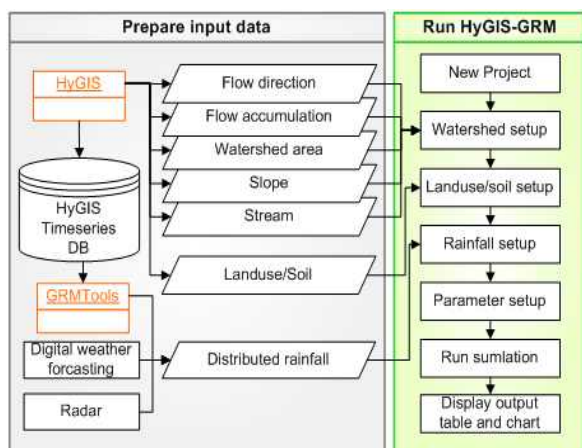 Prepare input data
HyGIS
HyGIS
Timeseries
DB
GRMTools
Digital weather
forcasting
Radar
Flow direction
Flow accumulation
Watershed area
Slope
Stream
Landuse/Soil
Distributed rainfall
Run HyGIS-GRM
New Project
Watershed setup
Landuse/soil setup
Rainfall setup
Parameter setup
Run sumlation
Display output
table and chart